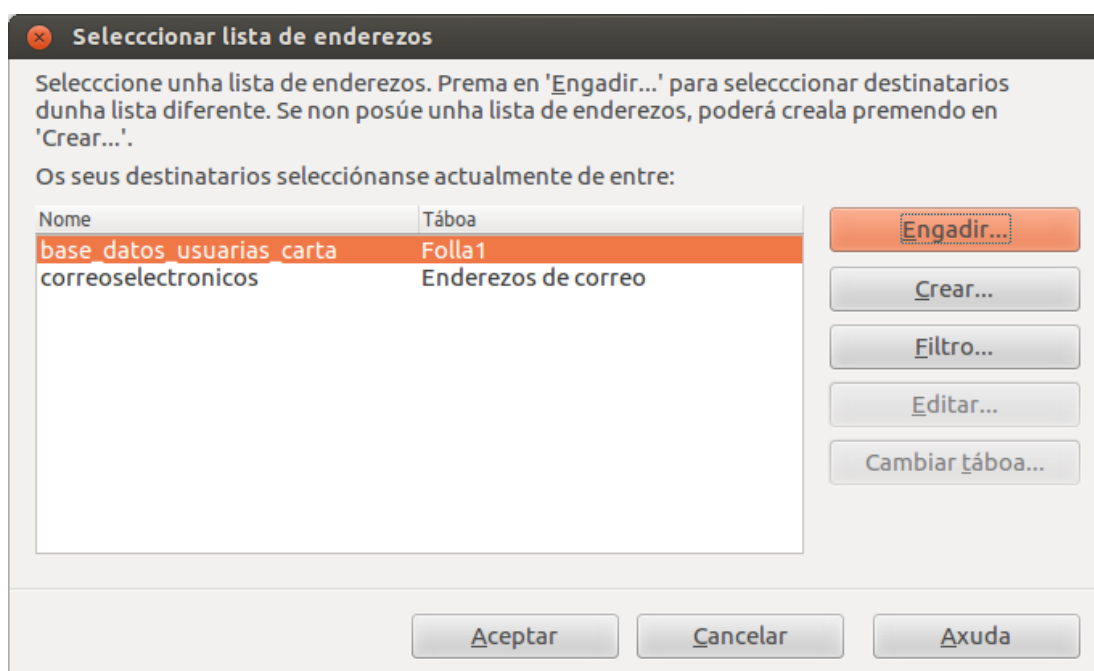 Selecccionar lista de enderezos
Selecccione unha lista de enderezos. Prema en 'Engadir...' para selecccionar destinatarios
dunha lista diferente. Se non posúe unha lista de enderezos, poderá creala premendo en
'Crear...'.
Os seus destinatarios selecciónanse actualmente de entre:
Nome Táboa
base_datos_usuarias_carta Folla1
correoselectronicos Enderezos de correo
Engadir...
Crear...
Filtro...
Editar...
Cambiar táboa...
Aceptar Cancelar Axuda